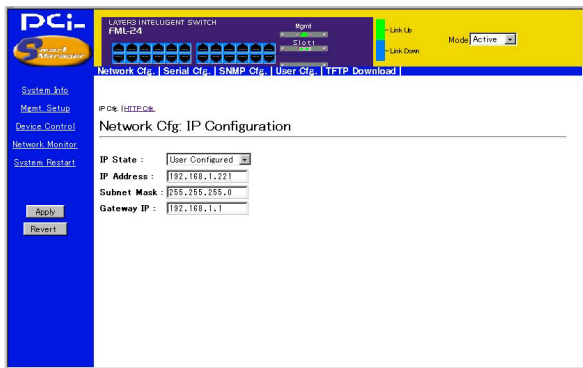 PCi-
Smart
Manager
LAYER3 INTELLIGENT SWITCH
FML-24
Mgmt
Slot1
Link Up
Link Down
Mode Active
Network Cfg. | Serial Cfg. | SNMP Cfg. | User Cfg. | TFTP Download |
System Info
Mgmt. Setup
Device Control
Network Monitor
System Restart
Apply
Revert
IP Cfg. | HTTP Cfg.
Network Cfg: IP Configuration
IP State : User Configured
IP Address : 192.168.1.221
Subnet Mask : 255.255.255.0
Gateway IP : 192.168.1.1